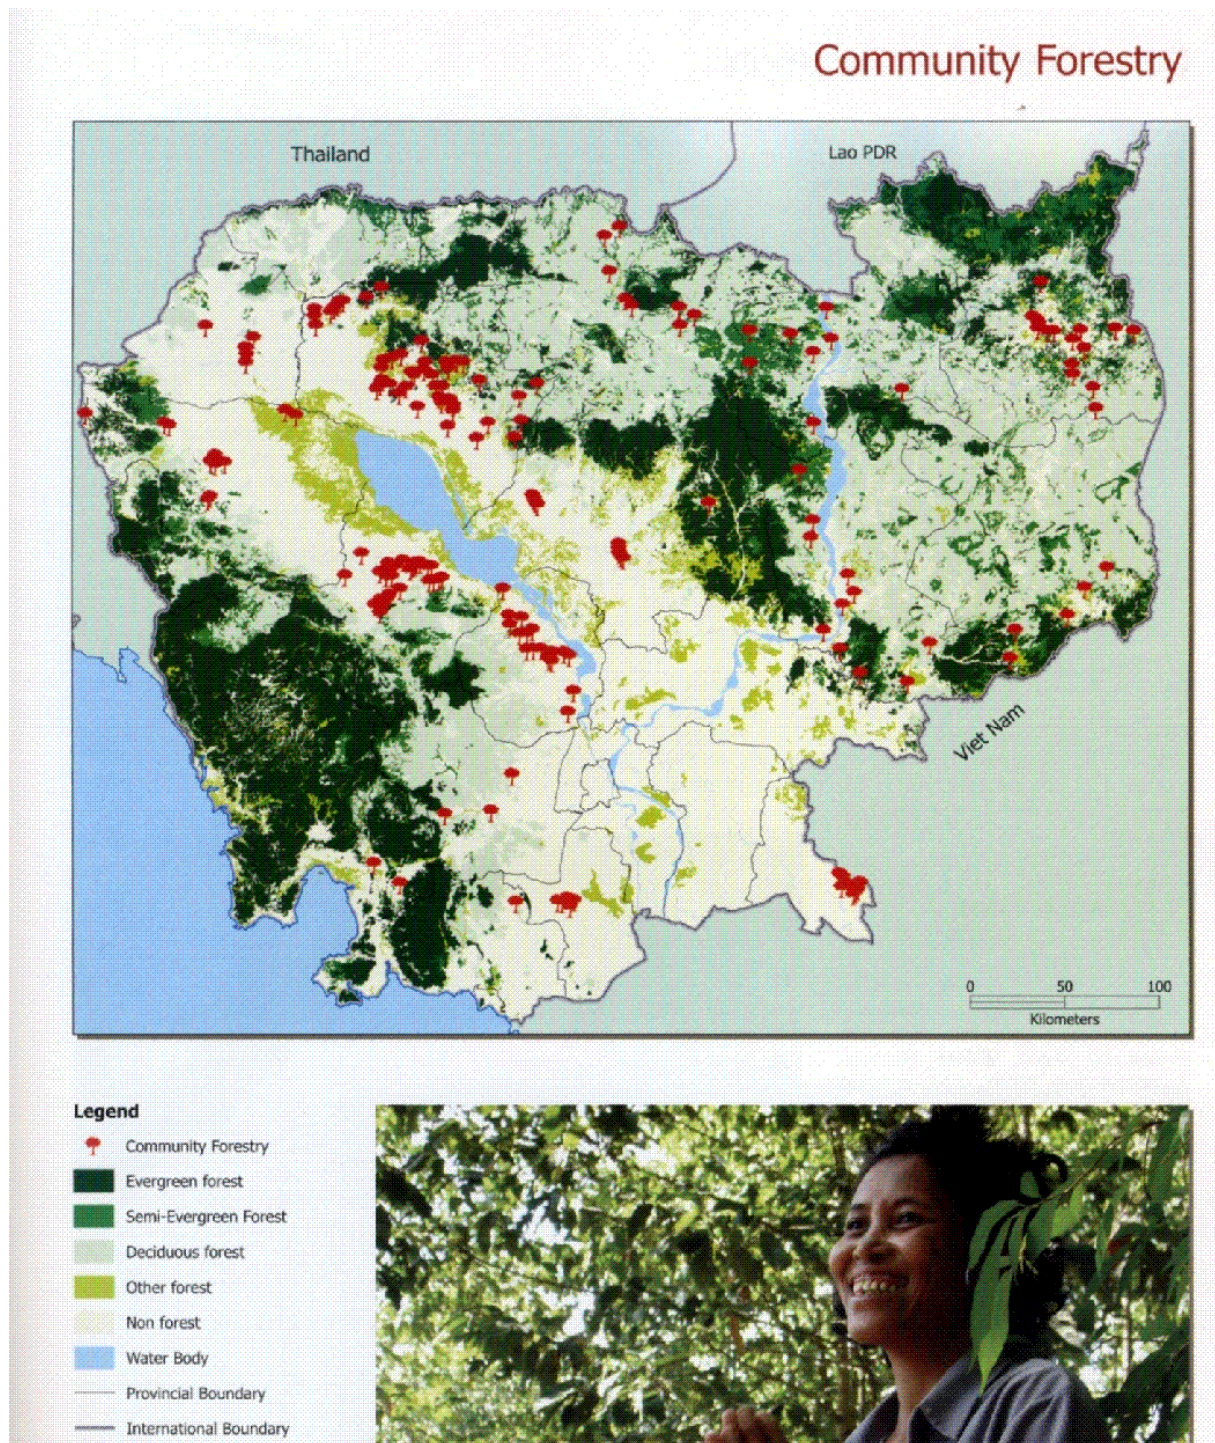 Community Forestry
Thailand
Lao PDR
Viet Nam
0 50 100
Kilometers
Legend
Community Forestry
Evergreen forest
Semi-Evergreen Forest
Deciduous forest
Other forest
Non forest
Water Body
Provincial Boundary
International Boundary